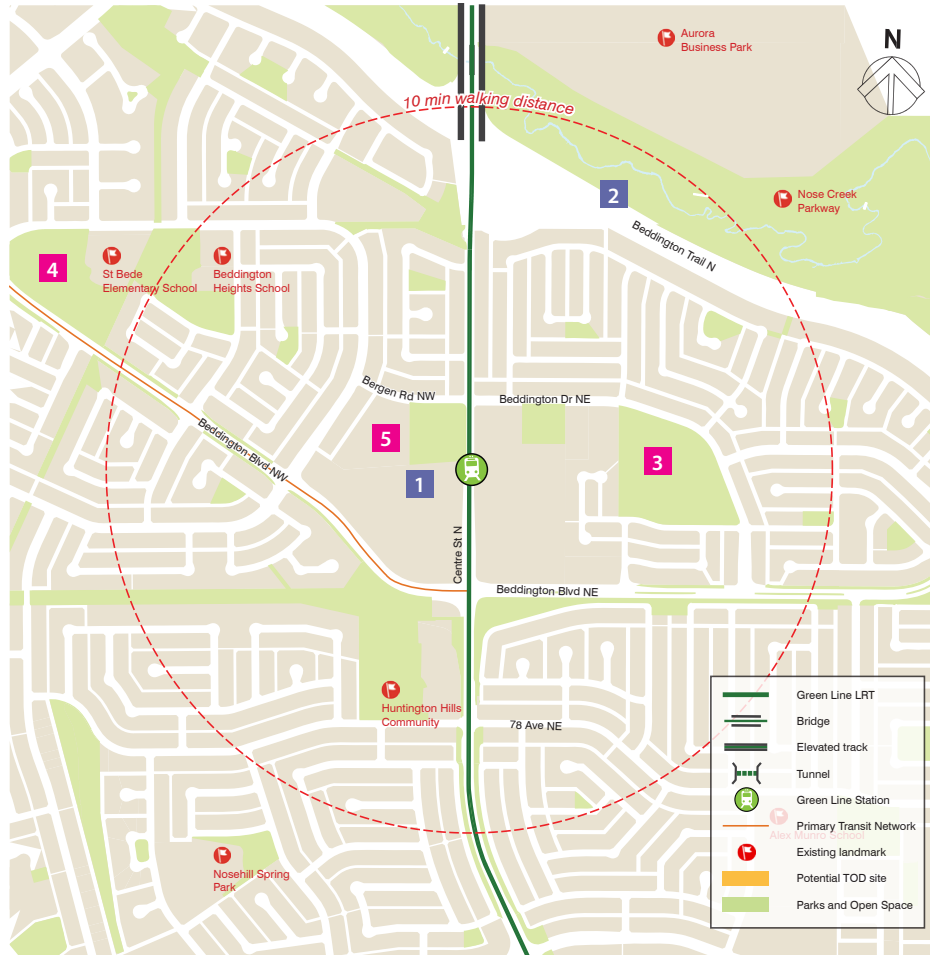 Aurora
Business Park
N
10 min walking distance
2
Nose Creek
Parkway
Beddington Trail N
4
St Bede
Elementary School
Beddington
Heights School
Bergen Rd NW
Beddington Dr NE
5
3
Beddington Blvd NW
1
Centre St N
Beddington Blvd NE
Huntington Hills
Community
78 Ave NE
Nosehill Spring
Park
Green Line LRT
Bridge
Elevated track
Tunnel
Green Line Station
Primary Transit Network
Alex Munro School
Existing landmark
Potential TOD site
Parks and Open Space